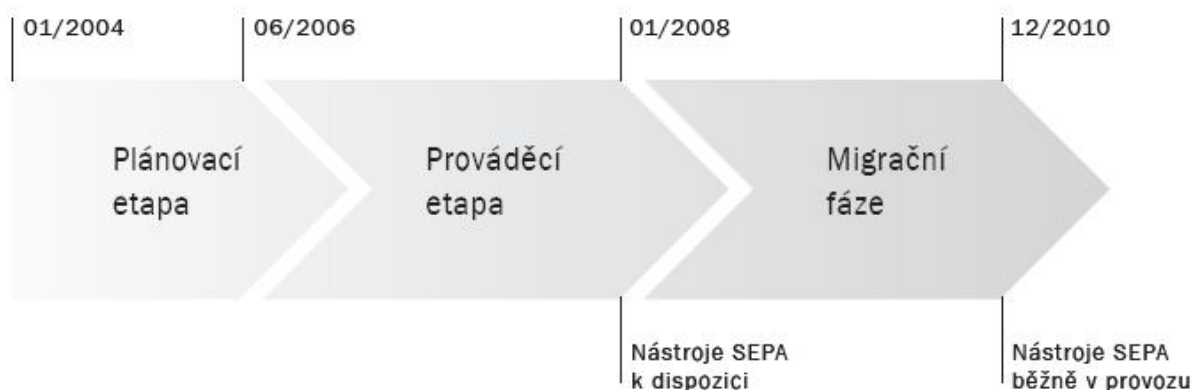 01/2004
06/2006
01/2008
12/2010
Plánovací
etapa
Prováděcí
etapa
Migrační
fáze
Nástroje SEPA
k dispozici
Nástroje SEPA
běžně v provozu